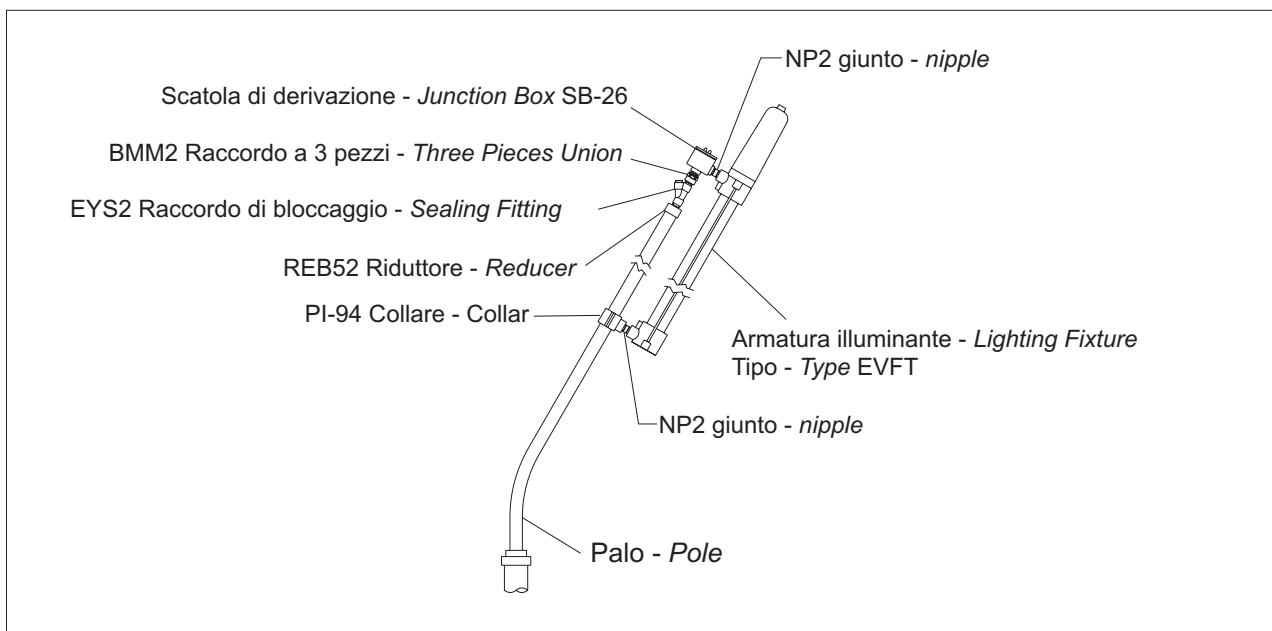 NP2 giunto - nipple
Scatola di derivazione - Junction Box SB-26
BMM2 Raccordo a 3 pezzi - Three Pieces Union
EYS2 Raccordo di bloccaggio - Sealing Fitting
REB52 Riduttore - Reducer
PI-94 Collare - Collar
Armatura illuminante - Lighting Fixture
Tipo - Type EVFT
NP2 giunto - nipple
Palo - Pole